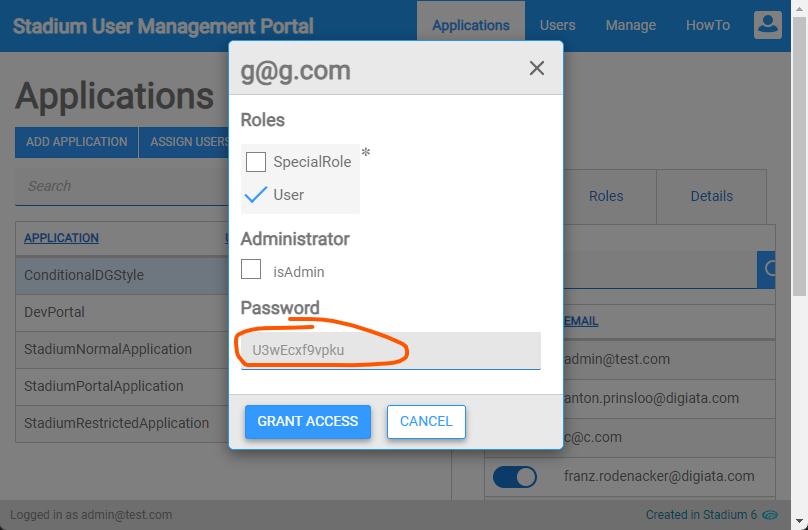 Stadium User Management Portal
Applications
Users
Manage
HowTo
g@g.com
Applications
ADD APPLICATION
ASSIGN USERS
Search
Roles
SpecialRole
*
User
Administrator
isAdmin
Password
U3wEcxf9vpku
GRANT ACCESS
CANCEL
APPLICATION
ConditionalDGStyle
DevPortal
StadiumNormalApplication
StadiumPortalApplication
StadiumRestrictedApplication
Roles
Details
EMAIL
admin@test.com
anton.prinsloo@digiata.com
c@c.com
franz.rodenacker@digiata.com
Logged in as admin@test.com
Created in Stadium 6